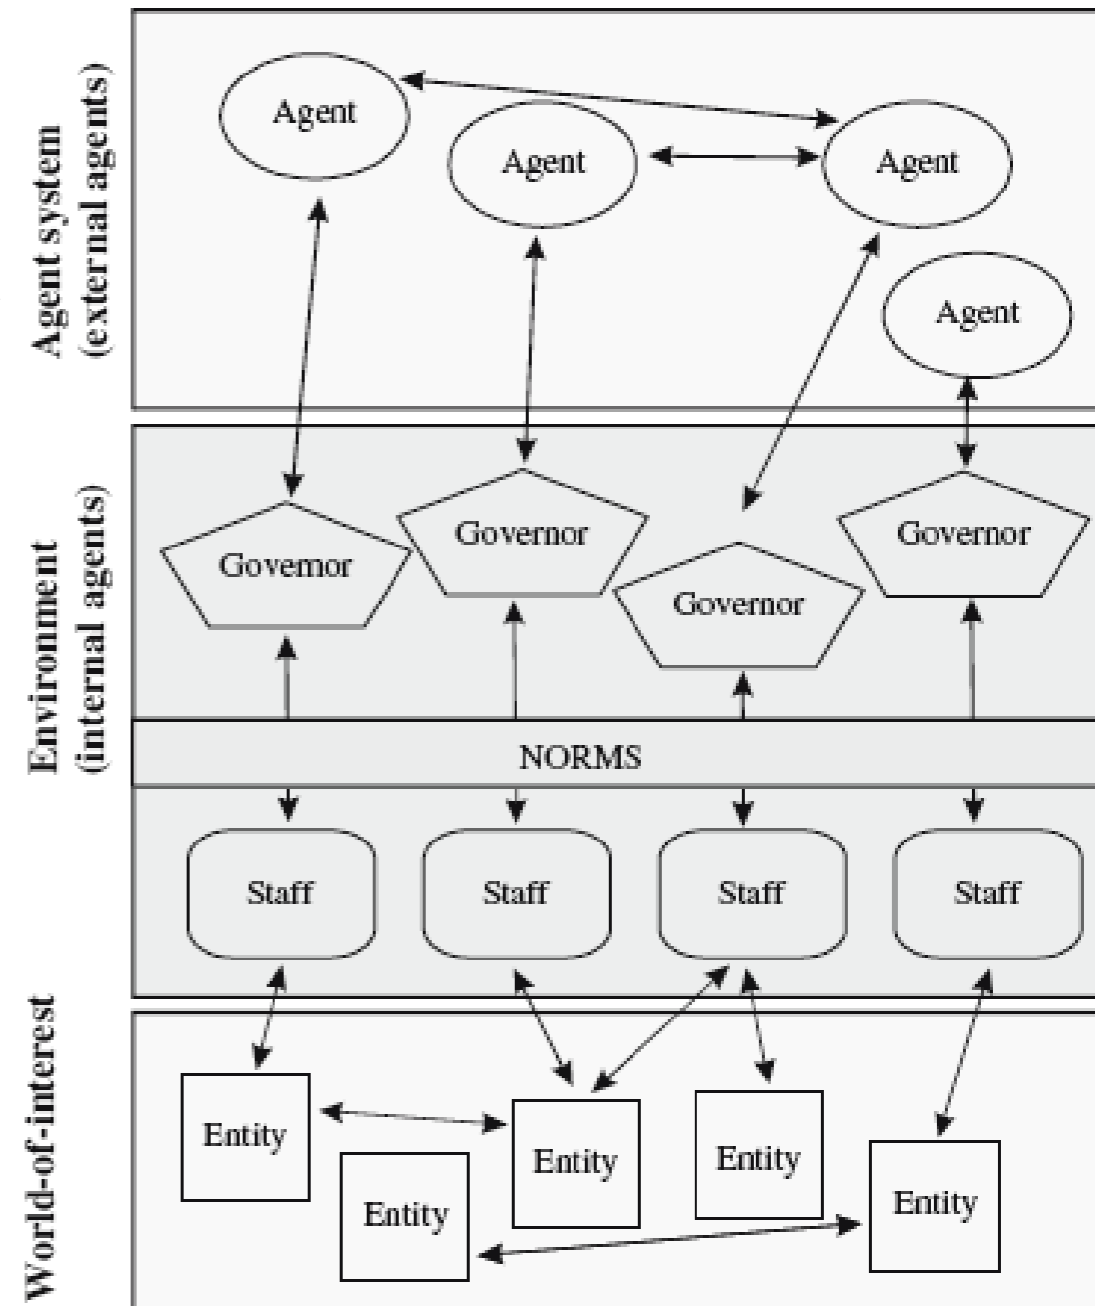 Agent system
(external agents)
Agent
Agent
Agent
Agent
Environment
(internal agents)
Governor
Governor
Governor
Governor
NORMS
Staff
Staff
Staff
Staff
World-of-interest
Entity
Entity
Entity
Entity
Entity